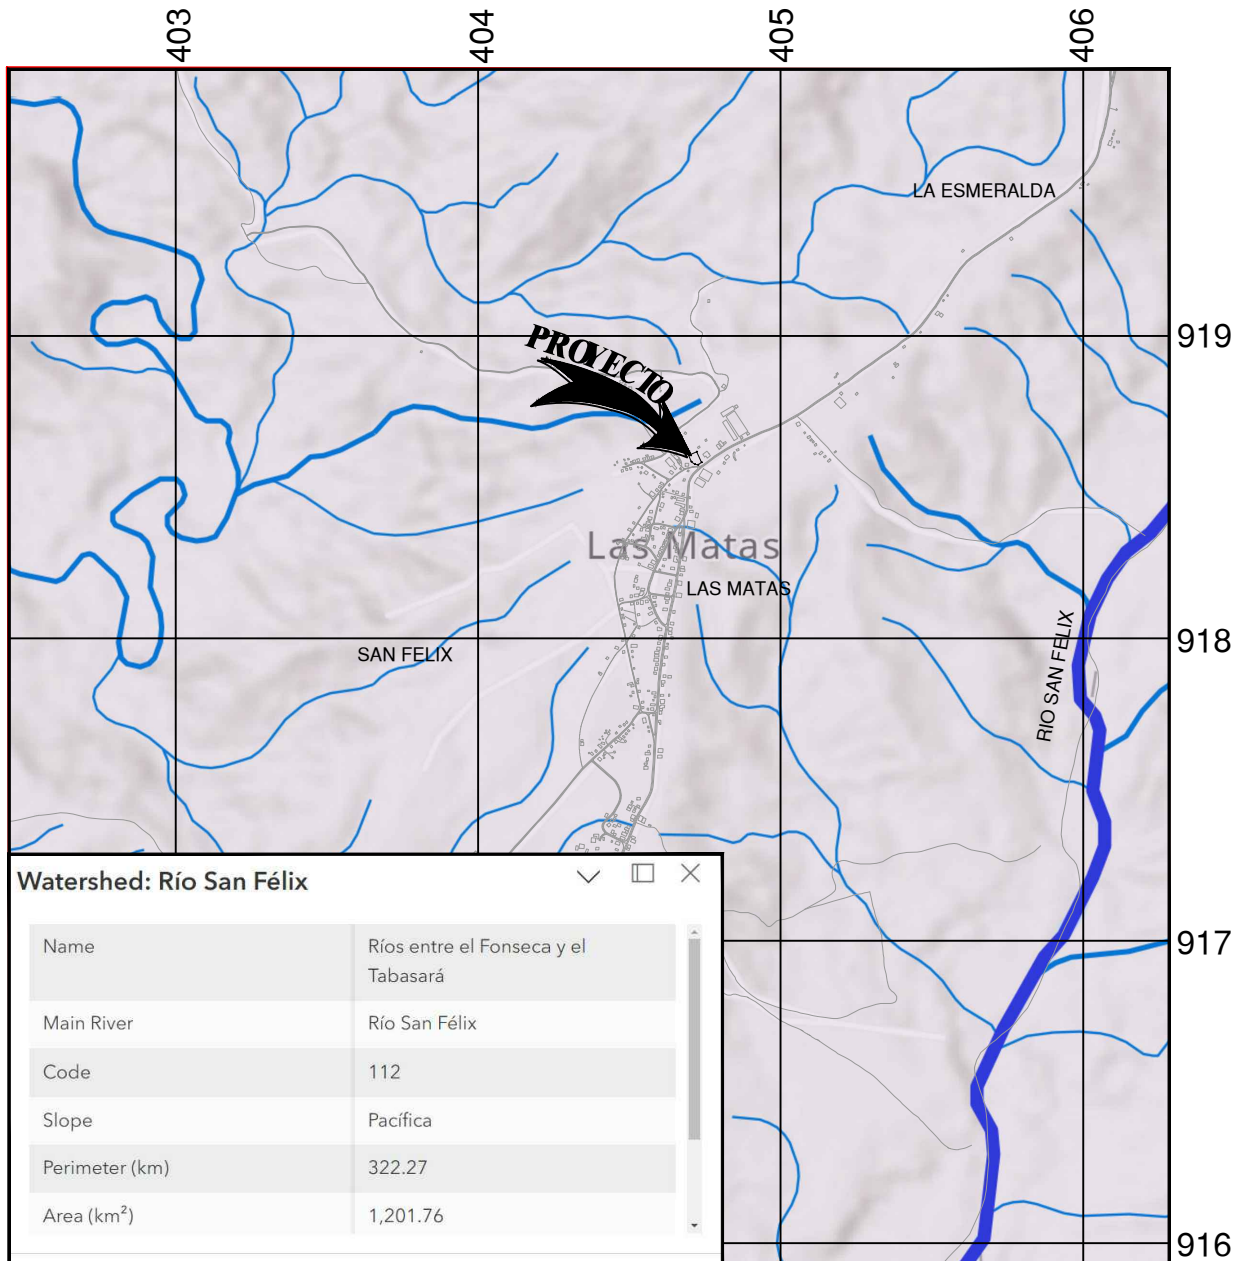 403
404
405
406
LA ESMERALDA
919
PROYECTO
Las Matas
LAS MATAS
918
SAN FELIX
RIO SAN FELIX
Watershed: Río San Félix
Name
Ríos entre el Fonseca y el
Tabasará
Main River
Río San Félix
Code
112
Slope
Pacífica
Perimeter (km)
322.27
Area (km²)
1,201.76
917
916